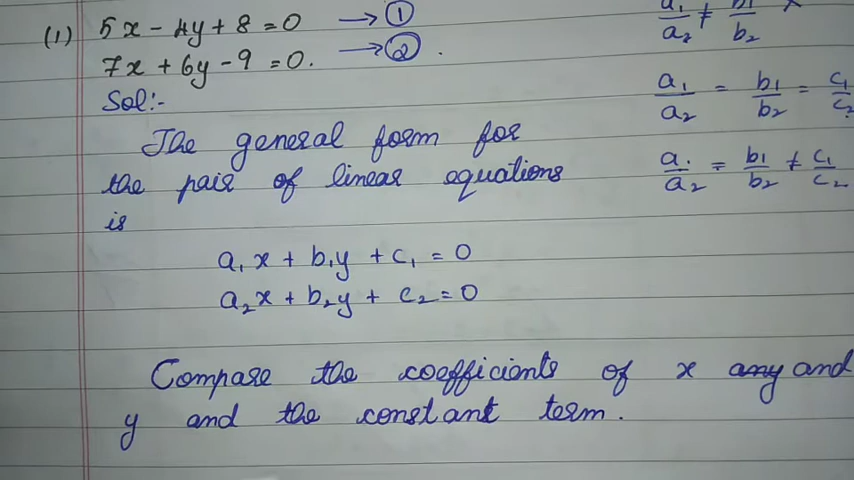 (1) 5x - 4y + 8 = 0 → ①
7x + 6y - 9 = 0. → ②.
Sol:-
The general form for
the pair of linear equations
is
a₁x + b₁y + c₁ = 0
a₂x + b₂y + c₂ = 0
Compare the coefficients of x any and
y and the constant term.
a₁/a₂ ≠ b₁/b₂
a₁/a₂ = b₁/b₂ = c₁/c₂
a₁/a₂ = b₁/b₂ ≠ c₁/c₂